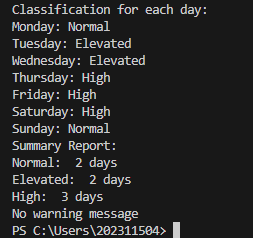 Classification for each day:
Monday: Normal
Tuesday: Elevated
Wednesday: Elevated
Thursday: High
Friday: High
Saturday: High
Sunday: Normal
Summary Report:
Normal:  2 days
Elevated:  2 days
High:  3 days
No warning message
PS C:\Users\202311504>